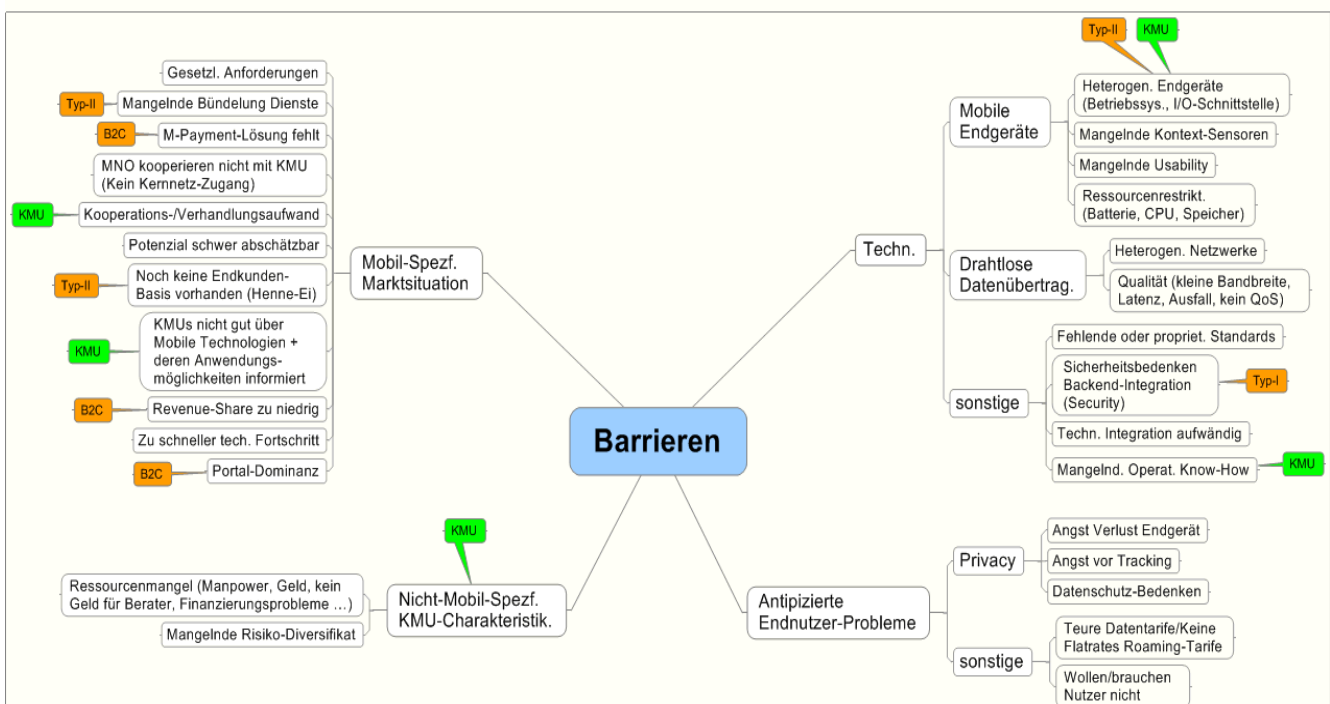 Barrieren
Mobil-Spezf.
Marktsituation
Gesetzl. Anforderungen
Typ-II
Mangelnde Bündelung Dienste
B2C
M-Payment-Lösung fehlt
MNO kooperieren nicht mit KMU
(Kein Kernnetz-Zugang)
KMU
Kooperations-/Verhandlungsaufwand
Potenzial schwer abschätzbar
Typ-II
Noch keine Endkunden-
Basis vorhanden (Henne-Ei)
KMU
KMUs nicht gut über
Mobile Technologien +
deren Anwendungs-
möglichkeiten informiert
B2C
Revenue-Share zu niedrig
Zu schneller tech. Fortschritt
B2C
Portal-Dominanz
KMU
Nicht-Mobil-Spezf.
KMU-Charakteristik.
Ressourcenmangel (Manpower, Geld, kein
Geld für Berater, Finanzierungsprobleme ...)
Mangelnde Risiko-Diversifikat
Techn.
Mobile
Endgeräte
Typ-II
KMU
Heterogen. Endgeräte
(Betriebssys., I/O-Schnittstelle)
Mangelnde Kontext-Sensoren
Mangelnde Usability
Ressourcenrestrikt.
(Batterie, CPU, Speicher)
Drahtlose
Datenübertrag.
Heterogen. Netzwerke
Qualität (kleine Bandbreite,
Latenz, Ausfall, kein QoS)
sonstige
Fehlende oder propriet. Standards
Sicherheitsbedenken
Backend-Integration
(Security)
Typ-I
Techn. Integration aufwändig
Mangelnd. Operat. Know-How
KMU
Antipizierte
Endnutzer-Probleme
Privacy
Angst Verlust Endgerät
Angst vor Tracking
Datenschutz-Bedenken
sonstige
Teure Datentarife/Keine
Flatrates Roaming-Tarife
Wollen/brauchen
Nutzer nicht